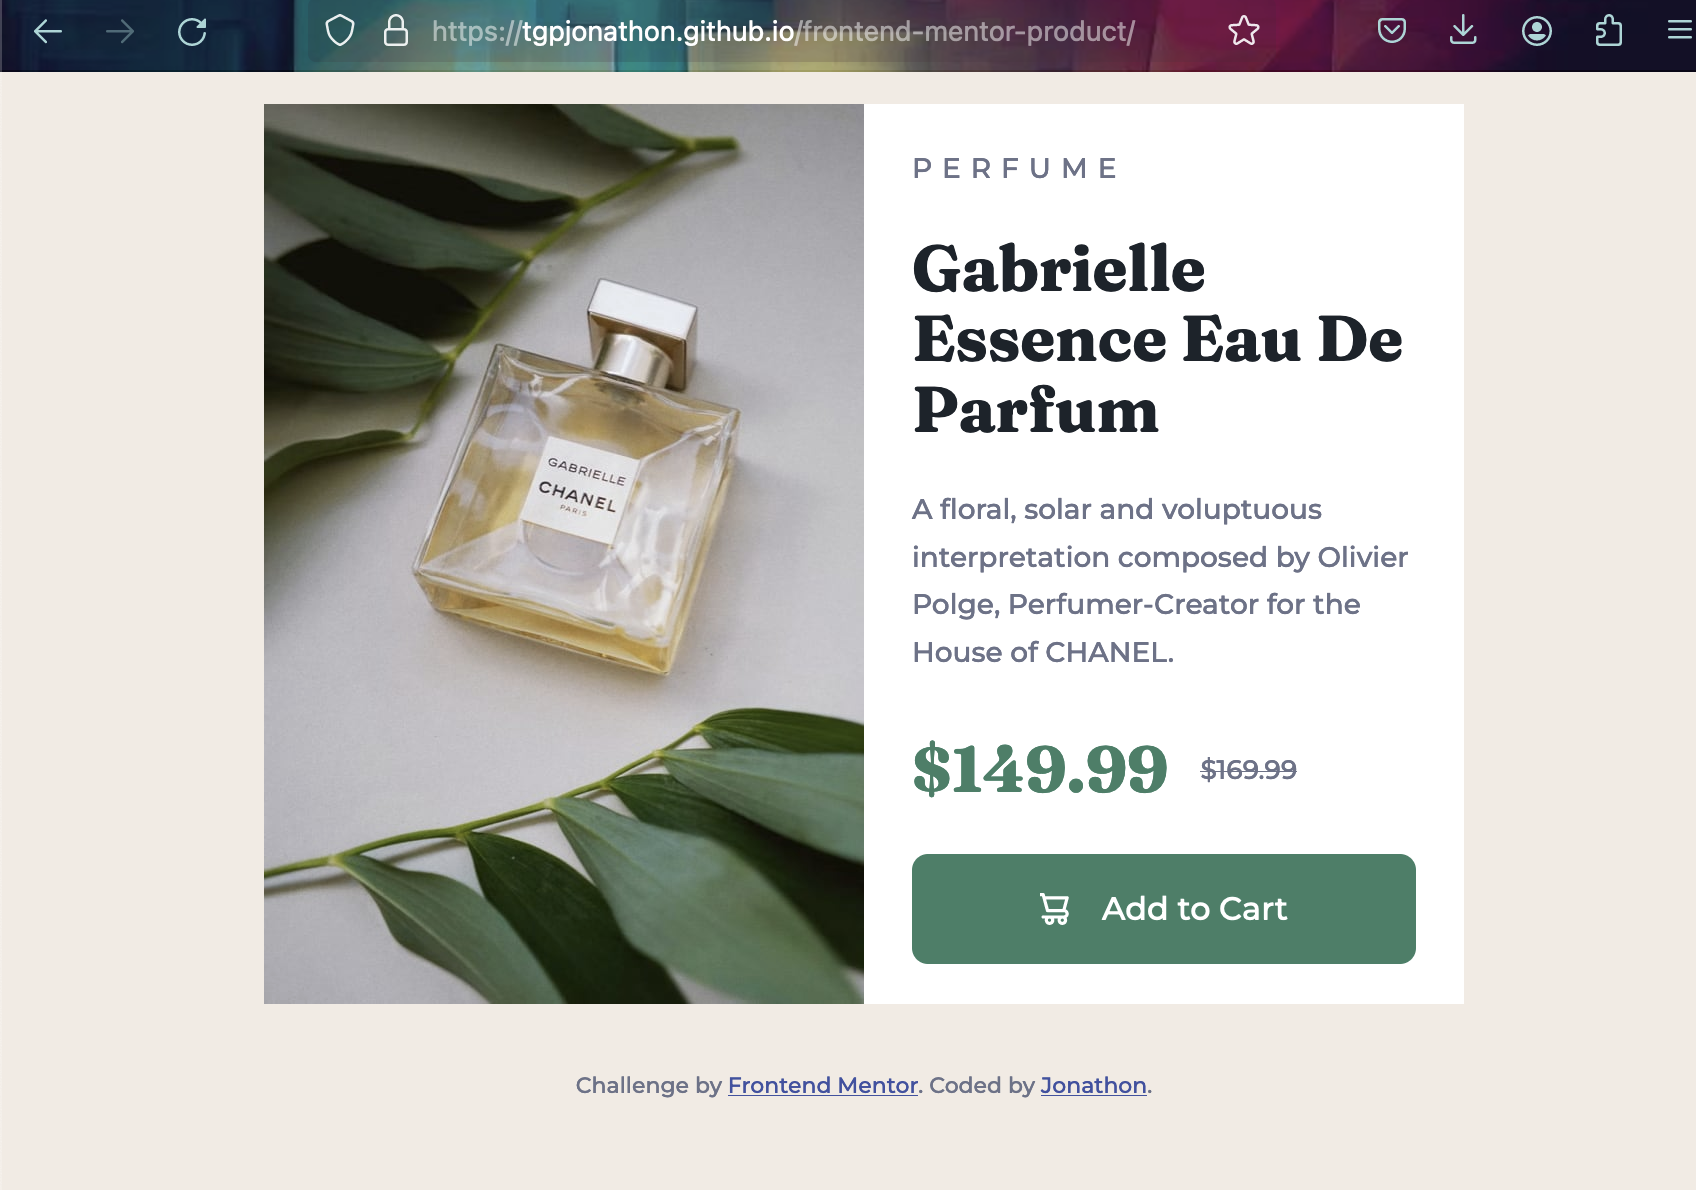 https://tgpjonathon.github.io/frontend-mentor-product/
GABRIELLE
CHANEL
PARIS
PERFUME
Gabrielle
Essence Eau De
Parfum
A floral, solar and voluptuous
interpretation composed by Olivier
Polge, Perfumer-Creator for the
House of CHANEL.
$149.99 $169.99
Add to Cart
Challenge by Frontend Mentor. Coded by Jonathon.